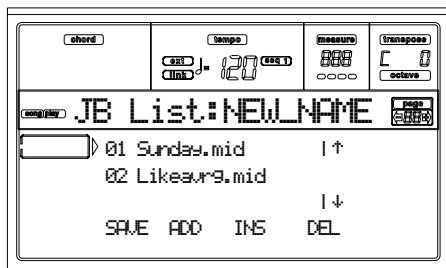 chord tempo measure transpose
ext ♩= 120 seq 1 888 C 0
link octave
song play JB List:NEW_NAME page
01 Sunday.mid |↑
02 Likeavrg.mid
|↓
SAVE ADD INS DEL